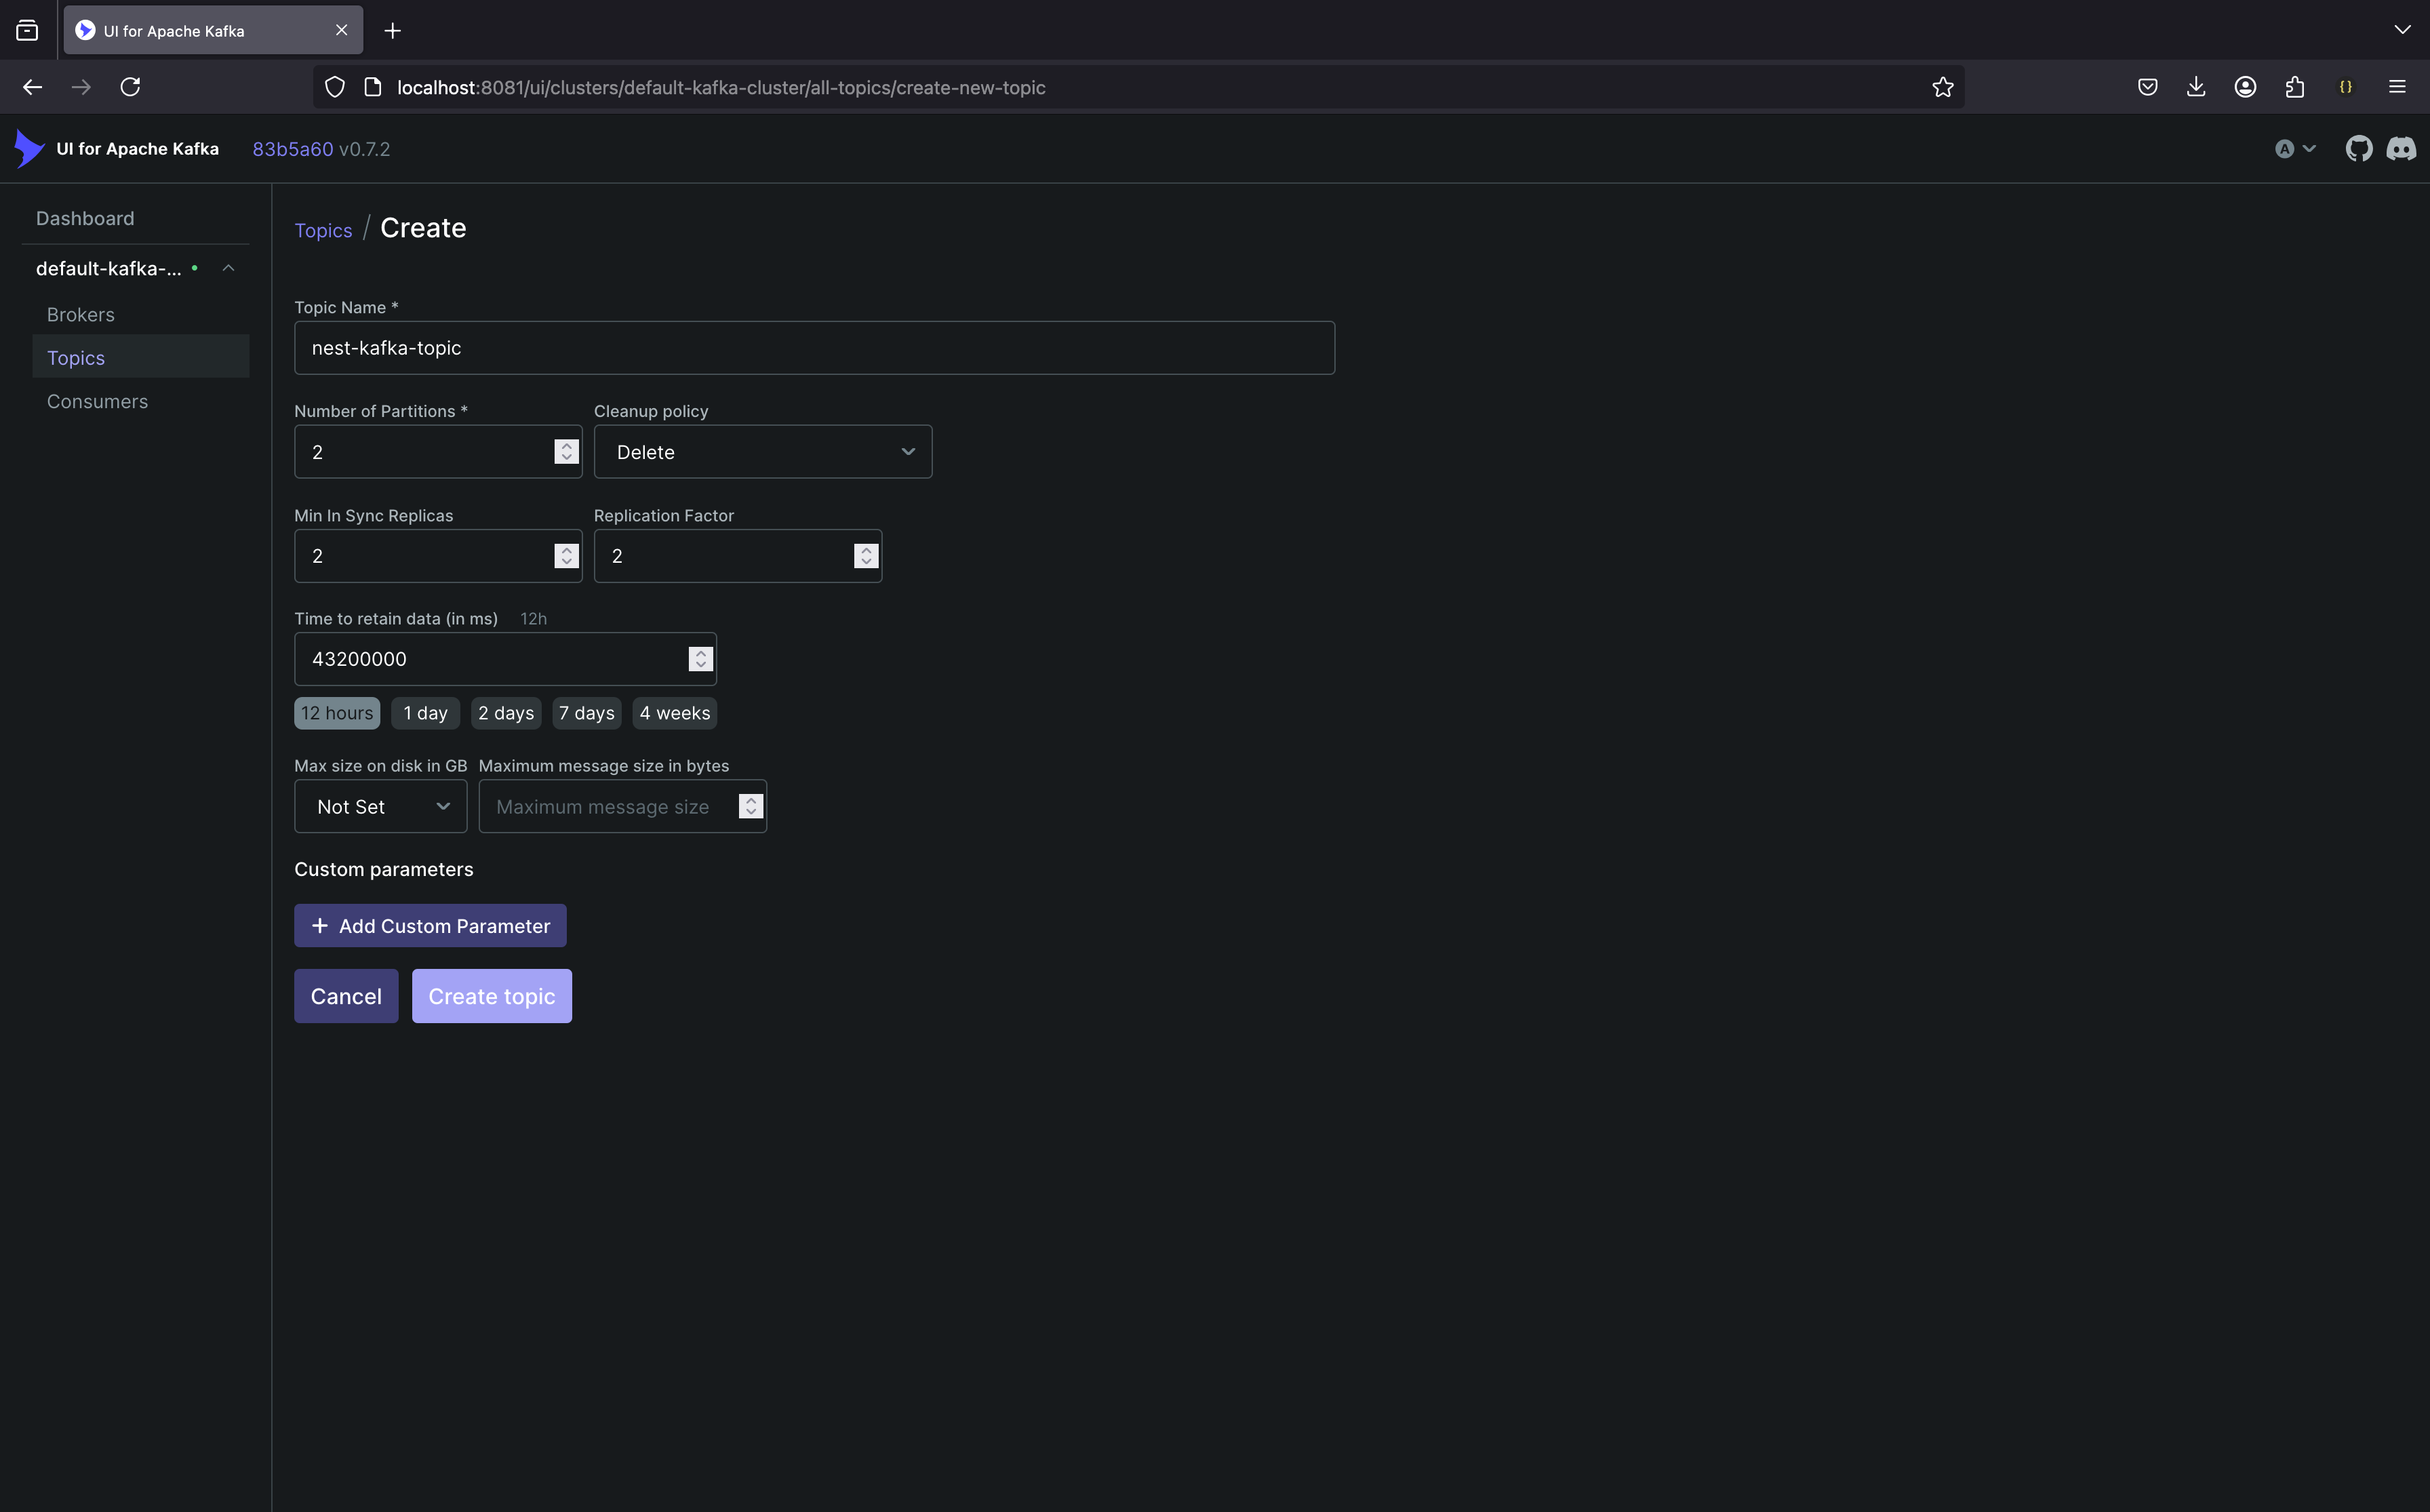 UI for Apache Kafka
localhost:8081/ui/clusters/default-kafka-cluster/all-topics/create-new-topic
{}
UI for Apache Kafka 83b5a60 v0.7.2
A
Dashboard
default-kafka-...
Brokers
Topics
Consumers
Topics / Create
Topic Name *
nest-kafka-topic
Number of Partitions * Cleanup policy
2 Delete
Min In Sync Replicas Replication Factor
2 2
Time to retain data (in ms) 12h
43200000
12 hours 1 day 2 days 7 days 4 weeks
Max size on disk in GB Maximum message size in bytes
Not Set Maximum message size
Custom parameters
+ Add Custom Parameter
Cancel Create topic